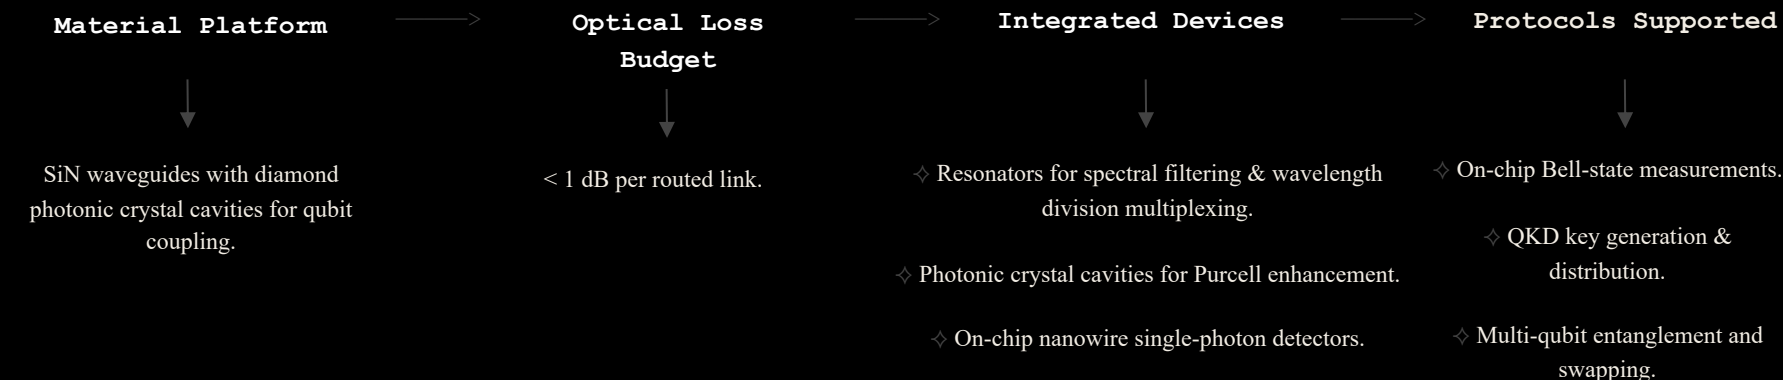 Material Platform
Optical Loss
Budget
Integrated Devices
Protocols Supported
SiN waveguides with diamond
photonic crystal cavities for qubit
coupling.
< 1 dB per routed link.
✧ Resonators for spectral filtering & wavelength
division multiplexing.
✧ Photonic crystal cavities for Purcell enhancement.
✧ On-chip nanowire single-photon detectors.
✧ On-chip Bell-state measurements.
✧ QKD key generation &
distribution.
✧ Multi-qubit entanglement and
swapping.